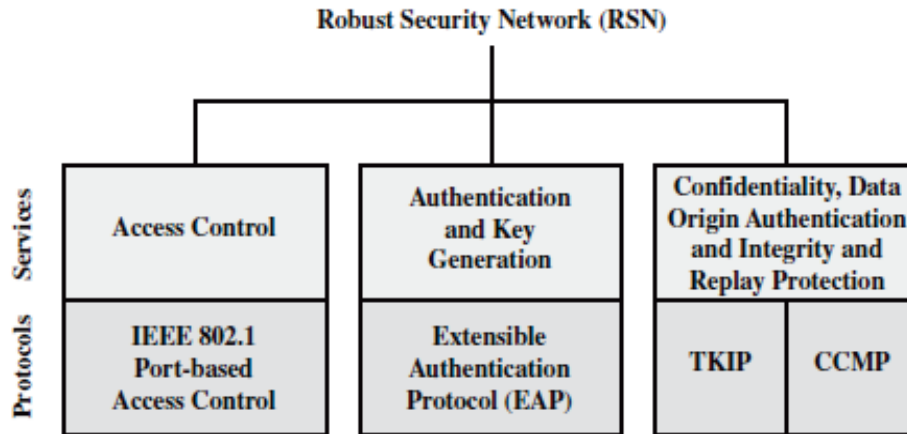 Robust Security Network (RSN)
Services
Access Control
Authentication
and Key
Generation
Confidentiality, Data
Origin Authentication
and Integrity and
Replay Protection
Protocols
IEEE 802.1
Port-based
Access Control
Extensible
Authentication
Protocol (EAP)
TKIP
CCMP